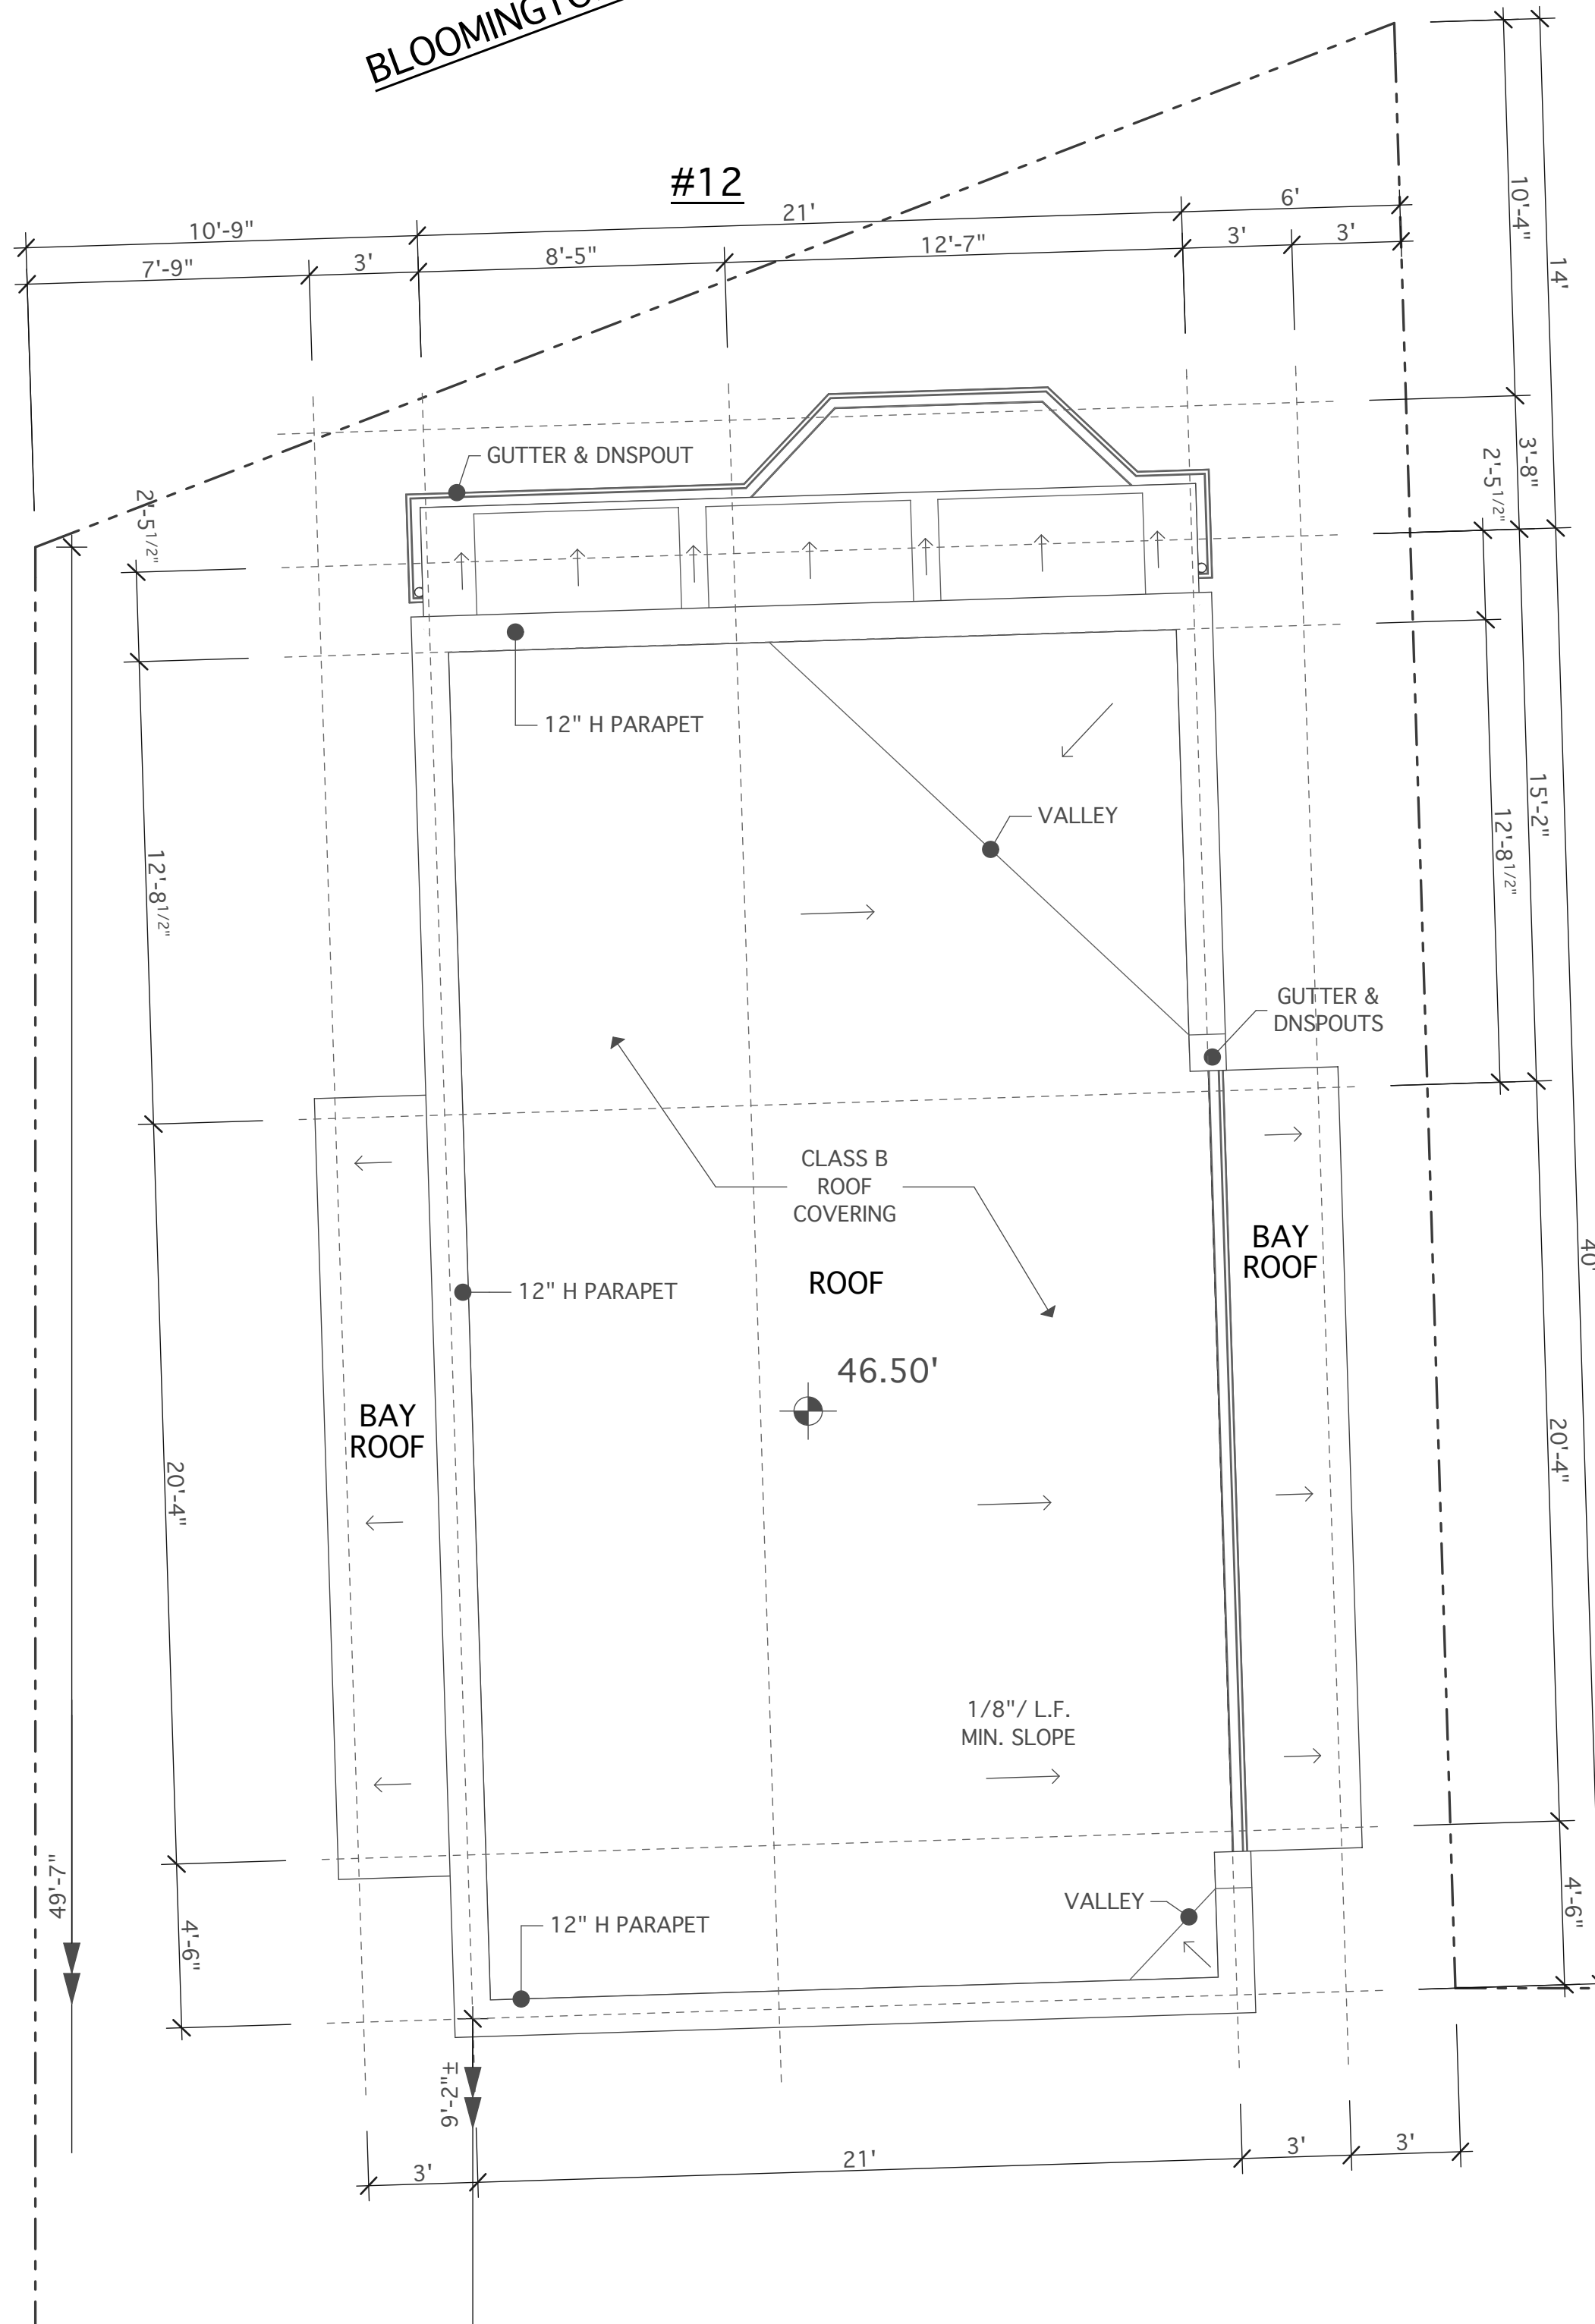 #12
10'-9"
21'
6'
7'-9"
3'
8'-5"
12'-7"
3'
3'
10'-4"
14'
GUTTER & DNSPOUT
3'-8"
2'-5 1/2"
2'-5 1/2"
12" H PARAPET
VALLEY
15'-2"
12'-8 1/2"
12'-8 1/2"
GUTTER &
DNSPOUTS
CLASS B
ROOF
COVERING
BAY
ROOF
40'
12" H PARAPET
ROOF
46.50'
BAY
ROOF
20'-4"
20'-4"
1/8"/ L.F.
MIN. SLOPE
49'-7"
4'-6"
VALLEY
12" H PARAPET
4'-6"
9'-2"±
3'
21'
3'
3'